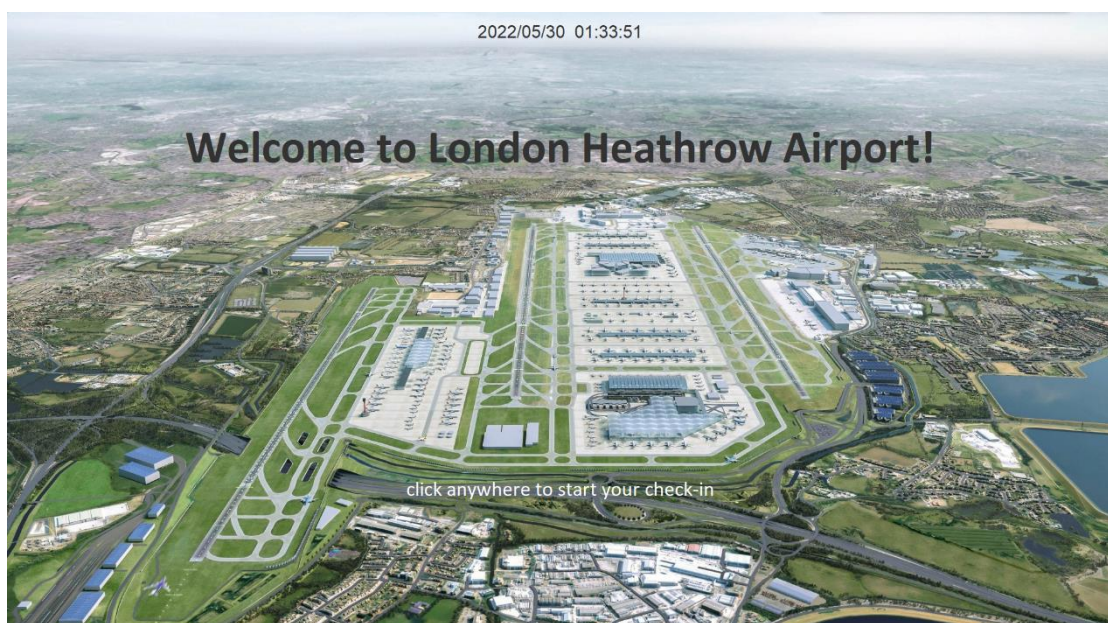 2022/05/30 01:33:51
Welcome to London Heathrow Airport!
click anywhere to start your check-in